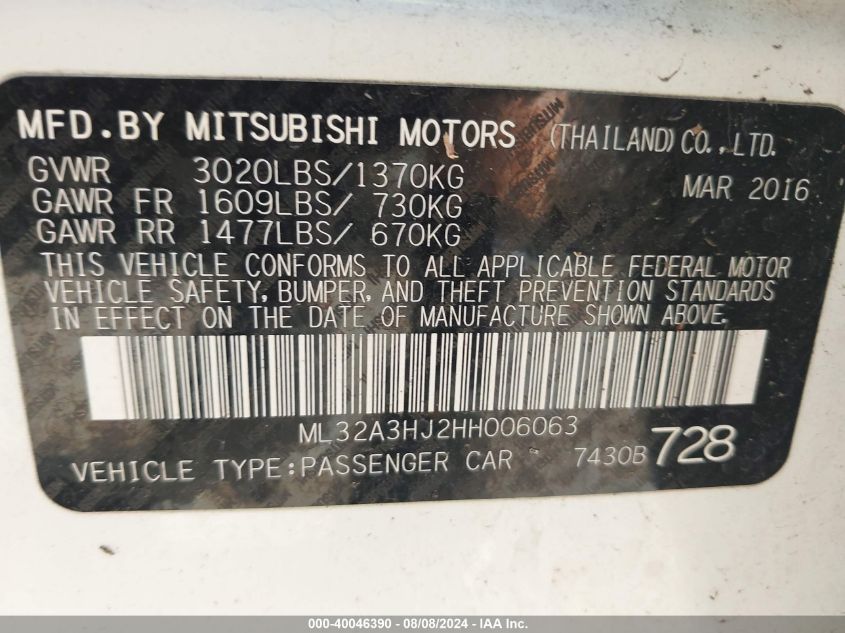 MFD.BY MITSUBISHI MOTORS (THAILAND) CO.,LTD.
GVWR 3020LBS/1370KG MAR 2016
GAWR FR 1609LBS/ 730KG
GAWR RR 1477LBS/ 670KG
THIS VEHICLE CONFORMS TO ALL APPLICABLE FEDERAL MOTOR
VEHICLE SAFETY, BUMPER, AND THEFT PREVENTION STANDARDS
IN EFFECT ON THE DATE OF MANUFACTURE SHOWN ABOVE.
ML32A3HJ2HH006063
VEHICLE TYPE:PASSENGER CAR 7430B 728
000-40046390 - 08/08/2024 - IAA Inc.